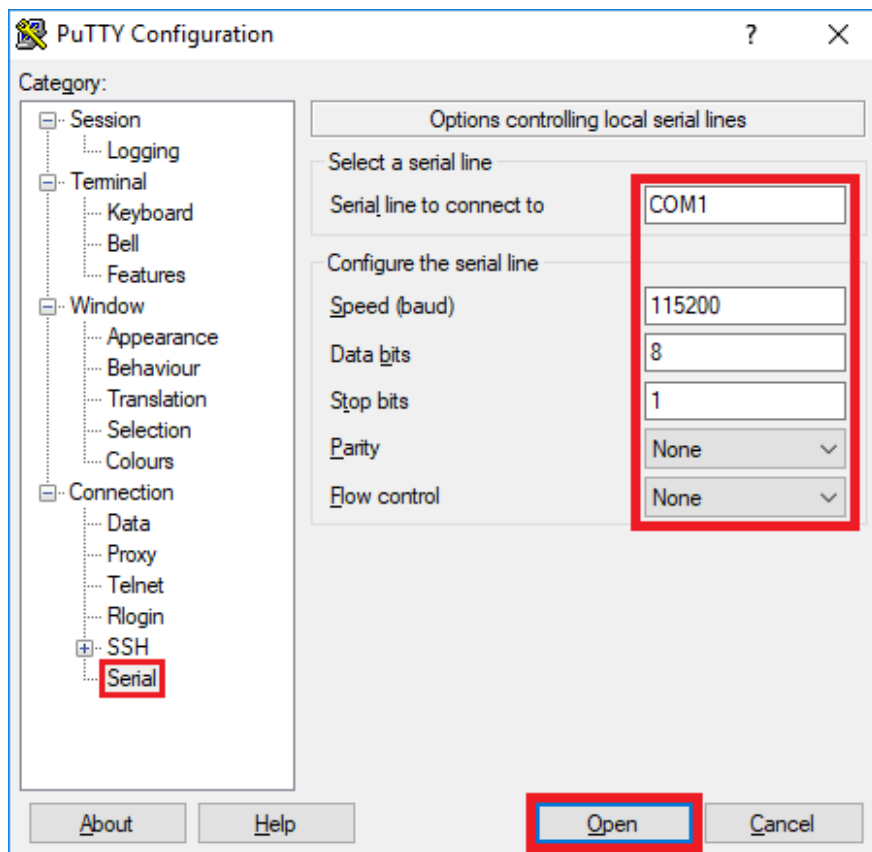 PuTTY Configuration
?
Category:
Session
Logging
Terminal
Keyboard
Bell
Features
Window
Appearance
Behaviour
Translation
Selection
Colours
Connection
Data
Proxy
Telnet
Rlogin
SSH
Serial
Options controlling local serial lines
Select a serial line
Serial line to connect to COM1
Configure the serial line
Speed (baud) 115200
Data bits 8
Stop bits 1
Parity None
Flow control None
About Help Open Cancel